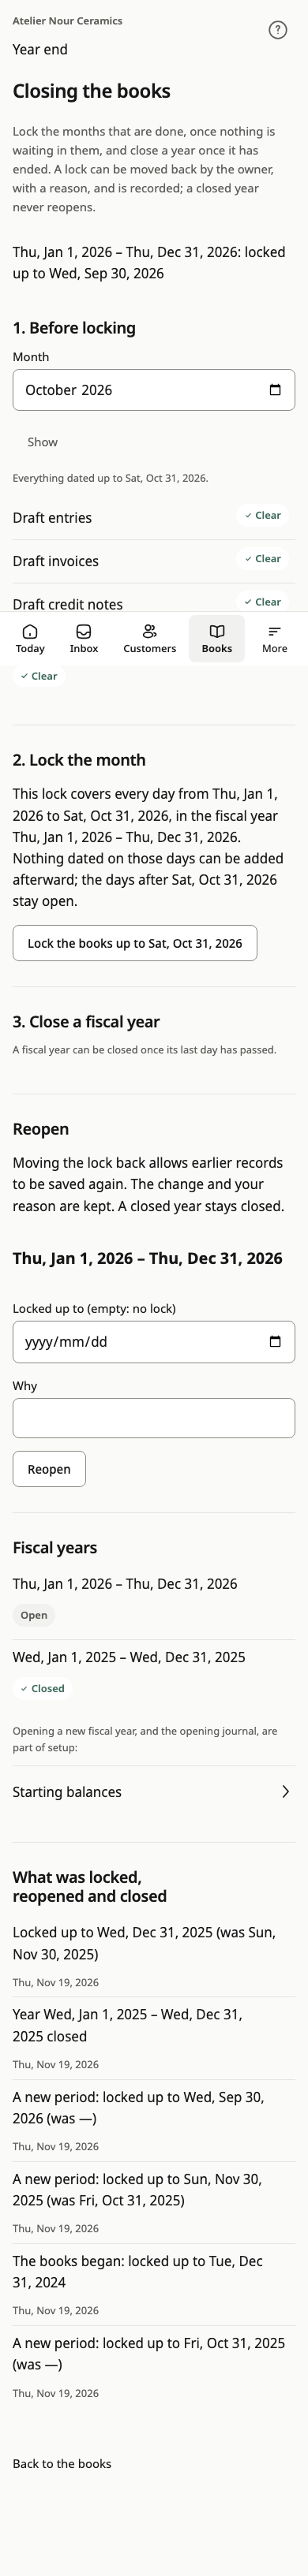 Atelier Nour Ceramics
Year end
Closing the books
Lock the months that are done, once nothing is
waiting in them, and close a year once it has
ended. A lock can be moved back by the owner,
with a reason, and is recorded; a closed year
never reopens.
Thu, Jan 1, 2026 – Thu, Dec 31, 2026: locked
up to Wed, Sep 30, 2026
1. Before locking
Month
October 2026
Show
Everything dated up to Sat, Oct 31, 2026.
Draft entries
Clear
Draft invoices
Clear
Draft credit notes
Clear
Today
Inbox
Customers
Books
More
Clear
2. Lock the month
This lock covers every day from Thu, Jan 1,
2026 to Sat, Oct 31, 2026, in the fiscal year
Thu, Jan 1, 2026 – Thu, Dec 31, 2026.
Nothing dated on those days can be added
afterward; the days after Sat, Oct 31, 2026
stay open.
Lock the books up to Sat, Oct 31, 2026
3. Close a fiscal year
A fiscal year can be closed once its last day has passed.
Reopen
Moving the lock back allows earlier records
to be saved again. The change and your
reason are kept. A closed year stays closed.
Thu, Jan 1, 2026 – Thu, Dec 31, 2026
Locked up to (empty: no lock)
yyyy/mm/dd
Why
Reopen
Fiscal years
Thu, Jan 1, 2026 – Thu, Dec 31, 2026
Open
Wed, Jan 1, 2025 – Wed, Dec 31, 2025
Closed
Opening a new fiscal year, and the opening journal, are
part of setup:
Starting balances
What was locked,
reopened and closed
Locked up to Wed, Dec 31, 2025 (was Sun,
Nov 30, 2025)
Thu, Nov 19, 2026
Year Wed, Jan 1, 2025 – Wed, Dec 31,
2025 closed
Thu, Nov 19, 2026
A new period: locked up to Wed, Sep 30,
2026 (was —)
Thu, Nov 19, 2026
A new period: locked up to Sun, Nov 30,
2025 (was Fri, Oct 31, 2025)
Thu, Nov 19, 2026
The books began: locked up to Tue, Dec
31, 2024
Thu, Nov 19, 2026
A new period: locked up to Fri, Oct 31, 2025
(was —)
Thu, Nov 19, 2026
Back to the books